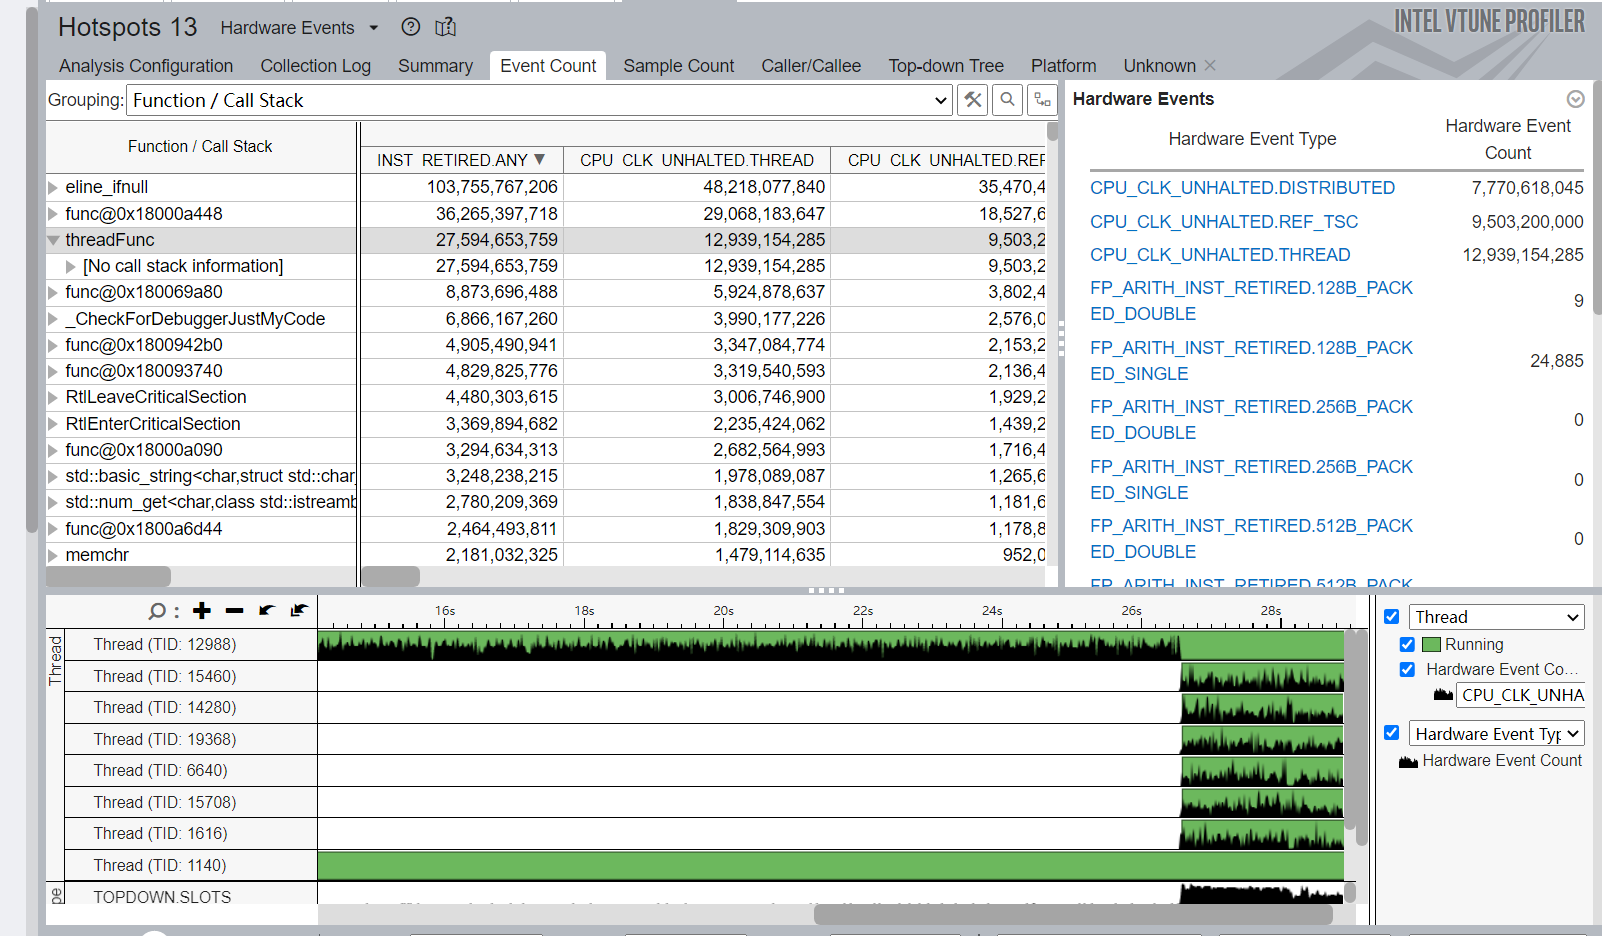 Hotspots 13 Hardware Events
INTEL VTUNE PROFILER
Analysis Configuration Collection Log Summary Event Count Sample Count Caller/Callee Top-down Tree Platform Unknown
Grouping: Function / Call Stack
Function / Call Stack
INST_RETIRED.ANY CPU_CLK_UNHALTED.THREAD CPU_CLK_UNHALTED.REF
eline_ifnull 103,755,767,206 48,218,077,840 35,470,4
func@0x18000a448 36,265,397,718 29,068,183,647 18,527,6
threadFunc 27,594,653,759 12,939,154,285 9,503,2
[No call stack information] 27,594,653,759 12,939,154,285 9,503,2
func@0x180069a80 8,873,696,488 5,924,878,637 3,802,4
_CheckForDebuggerJustMyCode 6,866,167,260 3,990,177,226 2,576,0
func@0x1800942b0 4,905,490,941 3,347,084,774 2,153,2
func@0x180093740 4,829,825,776 3,319,540,593 2,136,4
RtlLeaveCriticalSection 4,480,303,615 3,006,746,900 1,929,2
RtlEnterCriticalSection 3,369,894,682 2,235,424,062 1,439,2
func@0x18000a090 3,294,634,313 2,682,564,993 1,716,4
std::basic_string<char,struct std::char_ 3,248,238,215 1,978,089,087 1,265,6
std::num_get<char,class std::istreamb 2,780,209,369 1,838,847,554 1,181,6
func@0x1800a6d44 2,464,493,811 1,829,309,903 1,178,8
memchr 2,181,032,325 1,479,114,635 952,0
Hardware Events
Hardware Event Type
Hardware Event
Count
CPU_CLK_UNHALTED.DISTRIBUTED 7,770,618,045
CPU_CLK_UNHALTED.REF_TSC 9,503,200,000
CPU_CLK_UNHALTED.THREAD 12,939,154,285
FP_ARITH_INST_RETIRED.128B_PACK
ED_DOUBLE
9
FP_ARITH_INST_RETIRED.128B_PACK
ED_SINGLE
24,885
FP_ARITH_INST_RETIRED.256B_PACK
ED_DOUBLE
0
FP_ARITH_INST_RETIRED.256B_PACK
ED_SINGLE
0
FP_ARITH_INST_RETIRED.512B_PACK
ED_DOUBLE
0
FP_ARITH_INST_RETIRED.512B_PACK
16s 18s 20s 22s 24s 26s 28s
Thread
Thread (TID: 12988)
Thread (TID: 15460)
Thread (TID: 14280)
Thread (TID: 19368)
Thread (TID: 6640)
Thread (TID: 15708)
Thread (TID: 1616)
Thread (TID: 1140)
pe
TOPDOWN.SLOTS
Thread
Running
Hardware Event Co...
CPU_CLK_UNHA
Hardware Event Typ
Hardware Event Count